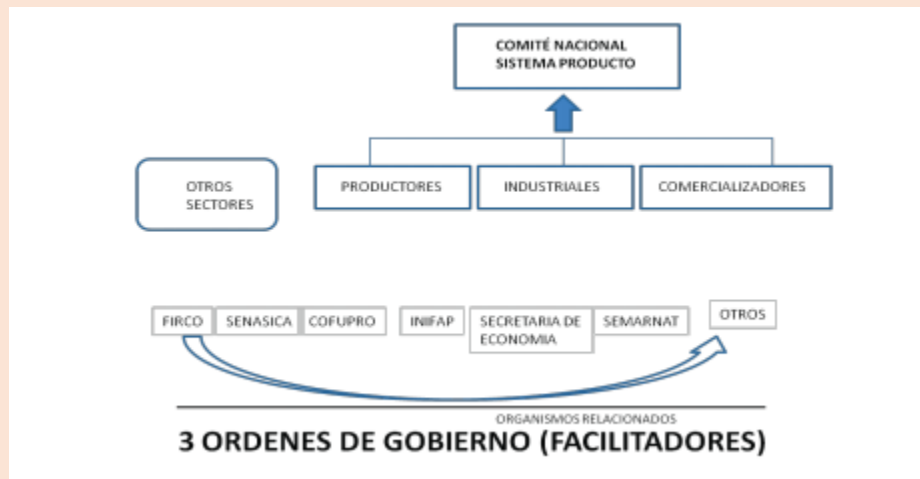 COMITÉ NACIONAL
SISTEMA PRODUCTO
OTROS
SECTORES
PRODUCTORES
INDUSTRIALES
COMERCIALIZADORES
FIRCO
SENASICA
COFUPRO
INIFAP
SECRETARIA DE
ECONOMIA
SEMARNAT
OTROS
ORGANISMOS RELACIONADOS
3 ORDENES DE GOBIERNO (FACILITADORES)